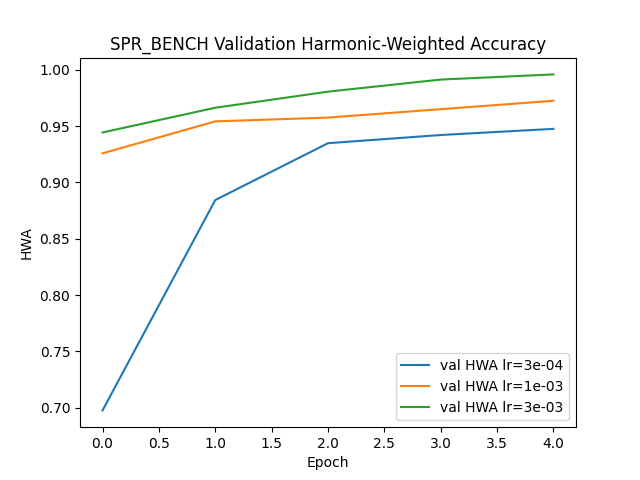 SPR_BENCH Validation Harmonic-Weighted Accuracy
1.00
0.95
0.90
0.85
0.80
0.75
0.70
HWA
val HWA lr=3e-04
val HWA lr=1e-03
val HWA lr=3e-03
0.0 0.5 1.0 1.5 2.0 2.5 3.0 3.5 4.0
Epoch